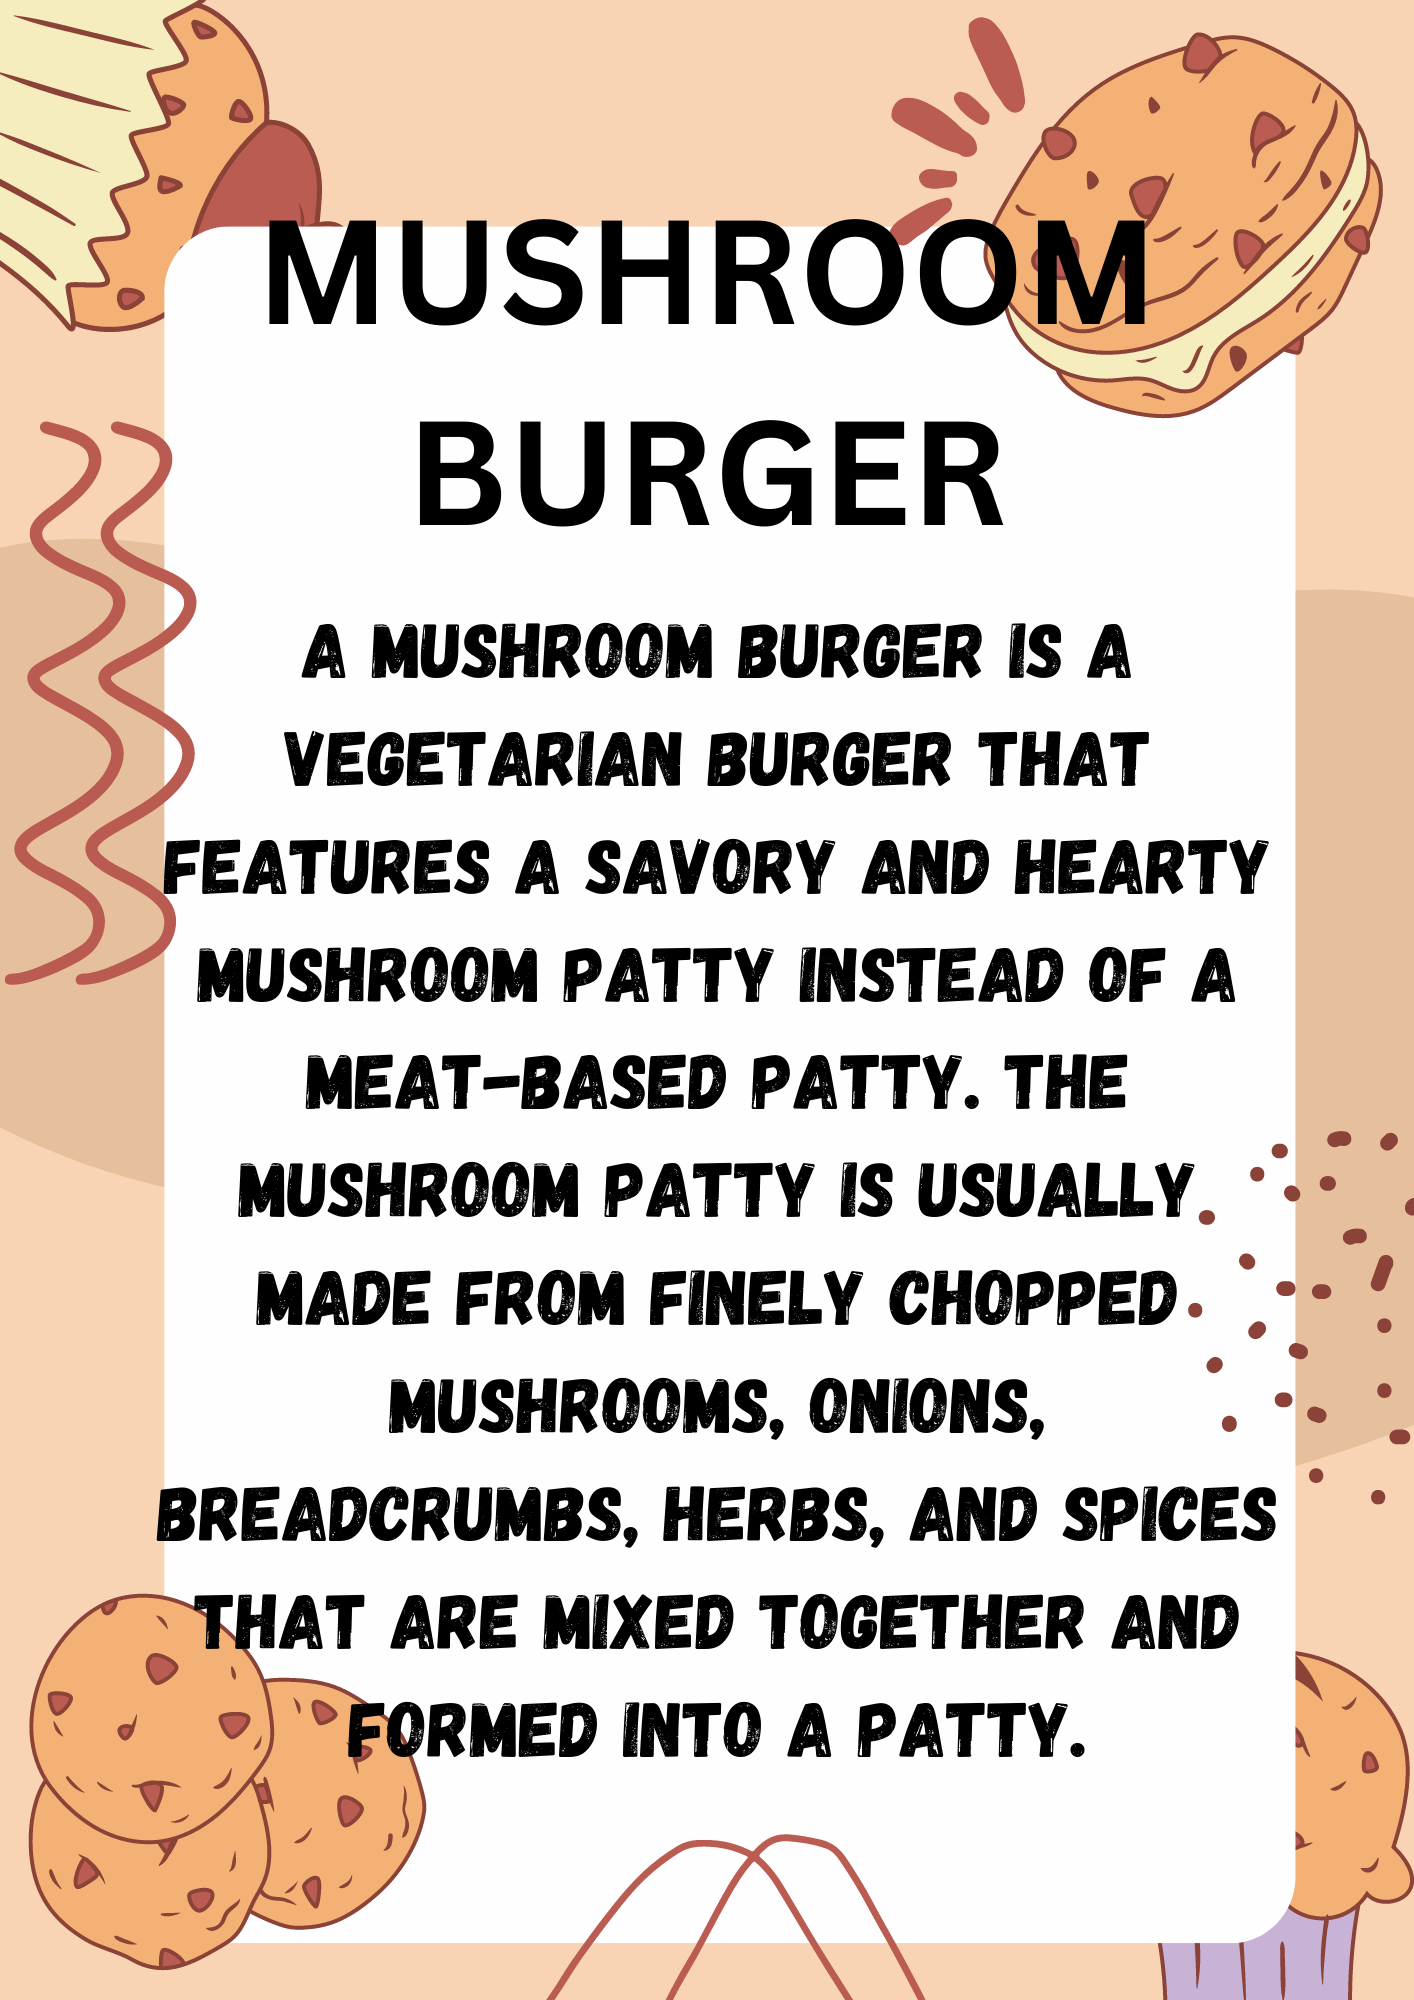 MUSHROOM
BURGER
A MUSHROOM BURGER IS A
VEGETARIAN BURGER THAT
FEATURES A SAVORY AND HEARTY
MUSHROOM PATTY INSTEAD OF A
MEAT-BASED PATTY. THE
MUSHROOM PATTY IS USUALLY
MADE FROM FINELY CHOPPED
MUSHROOMS, ONIONS,
BREADCRUMBS, HERBS, AND SPICES
THAT ARE MIXED TOGETHER AND
FORMED INTO A PATTY.